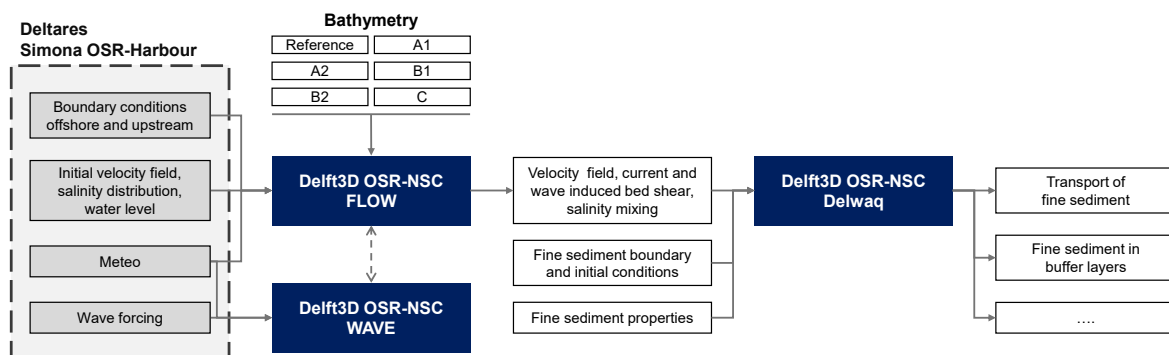 Deltares
Simona OSR-Harbour
Bathymetry
Reference
A1
A2
B1
B2
C
Boundary conditions
offshore and upstream
Initial velocity field,
salinity distribution,
water level
Meteo
Wave forcing
Delft3D OSR-NSC
FLOW
Delft3D OSR-NSC
WAVE
Velocity field, current and
wave induced bed shear,
salinity mixing
Fine sediment boundary
and initial conditions
Fine sediment properties
Delft3D OSR-NSC
Delwaq
Transport of
fine sediment
Fine sediment in
buffer layers
….